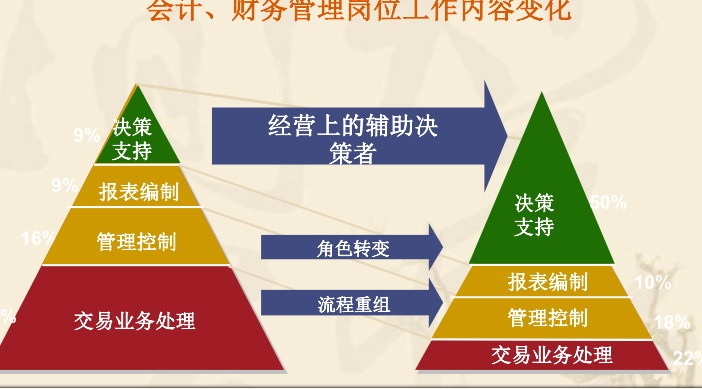 会计、财务管理岗位工作内容变化
9%
决策
支持
9%
报表编制
16%
管理控制
%
交易业务处理
经营上的辅助决
策者
角色转变
流程重组
决策
支持
50%
报表编制
10%
管理控制
18%
交易业务处理
22%